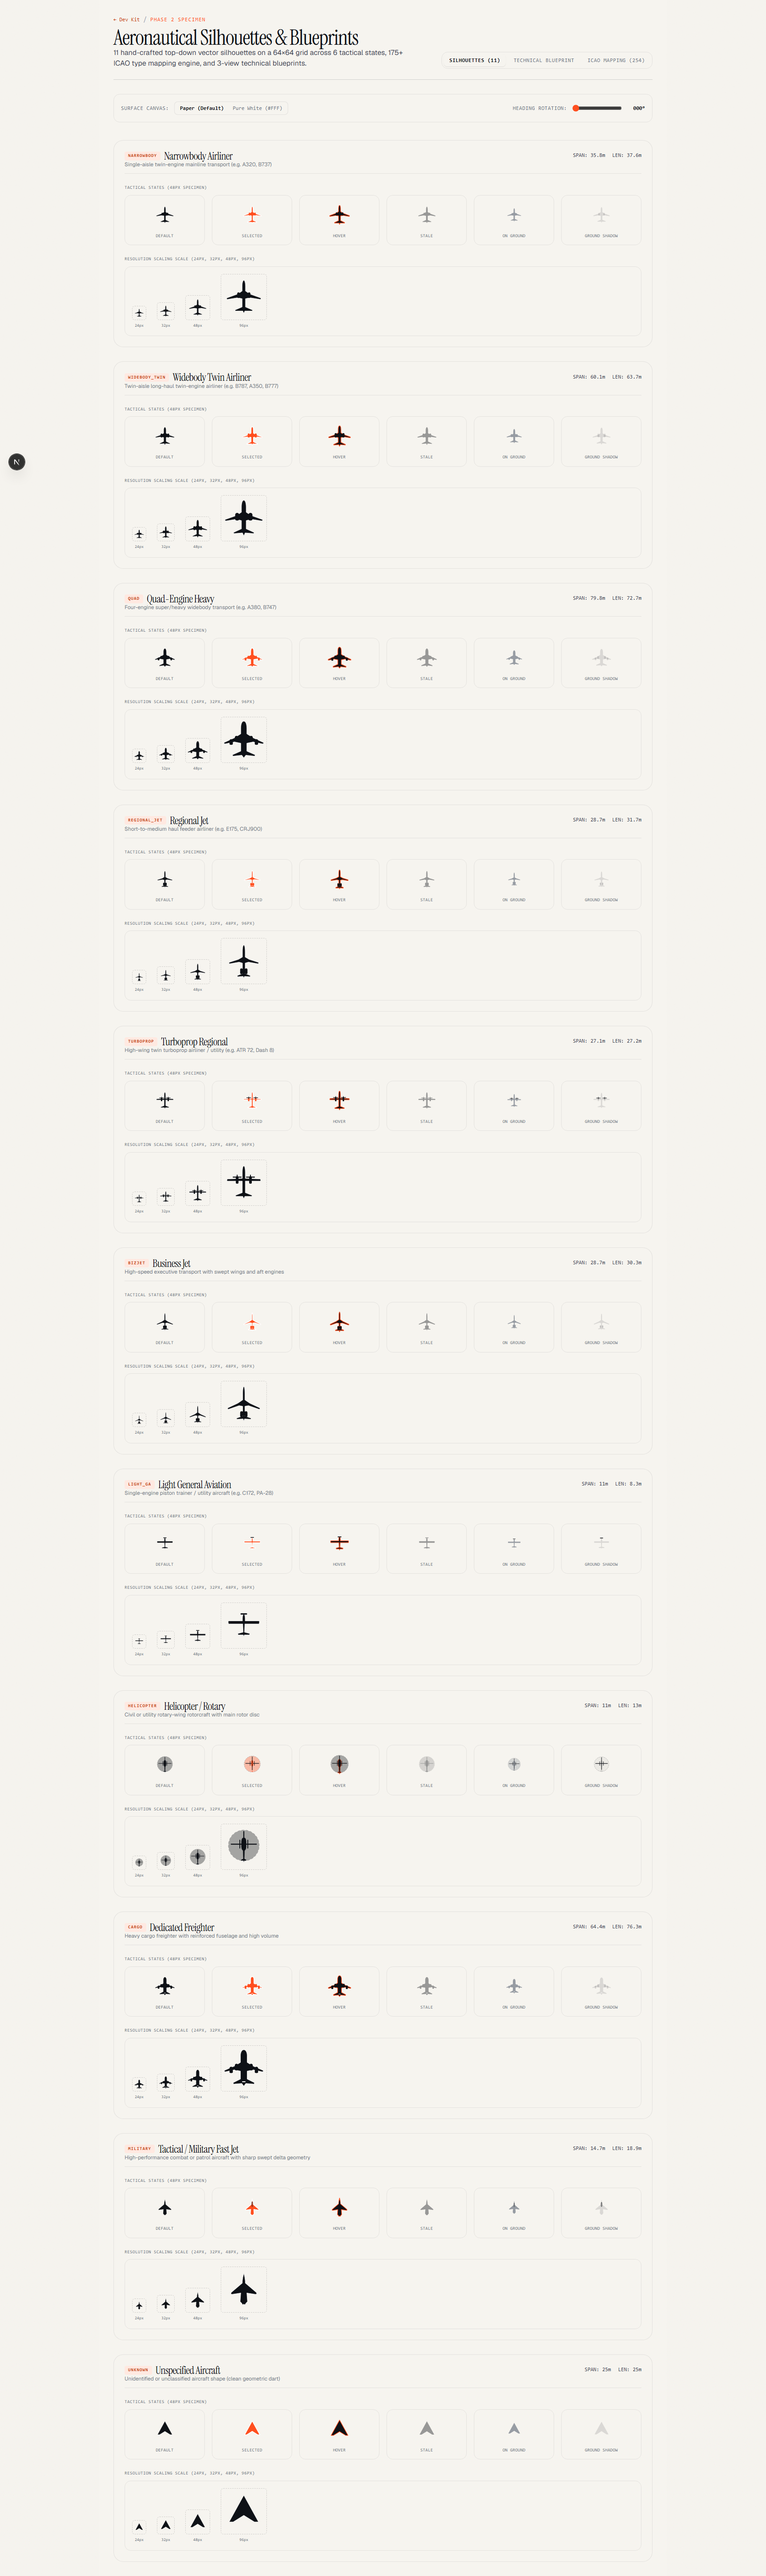 ← Dev Kit / PHASE 2 SPECIMEN
Aeronautical Silhouettes & Blueprints
11 hand-crafted top-down vector silhouettes on a 64×64 grid across 6 tactical states, 175+
ICAO type mapping engine, and 3-view technical blueprints.
SILHOUETTES (11) TECHNICAL BLUEPRINT ICAO MAPPING (254)
SURFACE CANVAS: Paper (Default) Pure White (#FFF) HEADING ROTATION: 000°
NARROWBODY Narrowbody Airliner SPAN: 35.8m LEN: 37.6m
Single-aisle twin-engine mainline transport (e.g. A320, B737)
TACTICAL STATES (48PX SPECIMEN)
DEFAULT SELECTED HOVER STALE ON GROUND GROUND SHADOW
RESOLUTION SCALING SCALE (24PX, 32PX, 48PX, 96PX)
24px 32px 48px 96px
WIDEBODY_TWIN Widebody Twin Airliner SPAN: 60.1m LEN: 63.7m
Twin-aisle long-haul twin-engine airliner (e.g. B787, A350, B777)
TACTICAL STATES (48PX SPECIMEN)
DEFAULT SELECTED HOVER STALE ON GROUND GROUND SHADOW
RESOLUTION SCALING SCALE (24PX, 32PX, 48PX, 96PX)
24px 32px 48px 96px
N
QUAD Quad-Engine Heavy SPAN: 79.8m LEN: 72.7m
Four-engine super/heavy widebody transport (e.g. A380, B747)
TACTICAL STATES (48PX SPECIMEN)
DEFAULT SELECTED HOVER STALE ON GROUND GROUND SHADOW
RESOLUTION SCALING SCALE (24PX, 32PX, 48PX, 96PX)
24px 32px 48px 96px
REGIONAL_JET Regional Jet SPAN: 28.7m LEN: 31.7m
Short-to-medium haul feeder airliner (e.g. E175, CRJ900)
TACTICAL STATES (48PX SPECIMEN)
DEFAULT SELECTED HOVER STALE ON GROUND GROUND SHADOW
RESOLUTION SCALING SCALE (24PX, 32PX, 48PX, 96PX)
24px 32px 48px 96px
TURBOPROP Turboprop Regional SPAN: 27.1m LEN: 27.2m
High-wing twin turboprop airliner / utility (e.g. ATR 72, Dash 8)
TACTICAL STATES (48PX SPECIMEN)
DEFAULT SELECTED HOVER STALE ON GROUND GROUND SHADOW
RESOLUTION SCALING SCALE (24PX, 32PX, 48PX, 96PX)
24px 32px 48px 96px
BIZJET Business Jet SPAN: 28.7m LEN: 30.3m
High-speed executive transport with swept wings and aft engines
TACTICAL STATES (48PX SPECIMEN)
DEFAULT SELECTED HOVER STALE ON GROUND GROUND SHADOW
RESOLUTION SCALING SCALE (24PX, 32PX, 48PX, 96PX)
24px 32px 48px 96px
LIGHT_GA Light General Aviation SPAN: 11m LEN: 8.3m
Single-engine piston trainer / utility aircraft (e.g. C172, PA-28)
TACTICAL STATES (48PX SPECIMEN)
DEFAULT SELECTED HOVER STALE ON GROUND GROUND SHADOW
RESOLUTION SCALING SCALE (24PX, 32PX, 48PX, 96PX)
24px 32px 48px 96px
HELICOPTER Helicopter / Rotary SPAN: 11m LEN: 13m
Civil or utility rotary-wing rotorcraft with main rotor disc
TACTICAL STATES (48PX SPECIMEN)
DEFAULT SELECTED HOVER STALE ON GROUND GROUND SHADOW
RESOLUTION SCALING SCALE (24PX, 32PX, 48PX, 96PX)
24px 32px 48px 96px
CARGO Dedicated Freighter SPAN: 64.4m LEN: 76.3m
Heavy cargo freighter with reinforced fuselage and high volume
TACTICAL STATES (48PX SPECIMEN)
DEFAULT SELECTED HOVER STALE ON GROUND GROUND SHADOW
RESOLUTION SCALING SCALE (24PX, 32PX, 48PX, 96PX)
24px 32px 48px 96px
MILITARY Tactical / Military Fast Jet SPAN: 14.7m LEN: 18.9m
High-performance combat or patrol aircraft with sharp swept delta geometry
TACTICAL STATES (48PX SPECIMEN)
DEFAULT SELECTED HOVER STALE ON GROUND GROUND SHADOW
RESOLUTION SCALING SCALE (24PX, 32PX, 48PX, 96PX)
24px 32px 48px 96px
UNKNOWN Unspecified Aircraft SPAN: 25m LEN: 25m
Unidentified or unclassified aircraft shape (clean geometric dart)
TACTICAL STATES (48PX SPECIMEN)
DEFAULT SELECTED HOVER STALE ON GROUND GROUND SHADOW
RESOLUTION SCALING SCALE (24PX, 32PX, 48PX, 96PX)
24px 32px 48px 96px